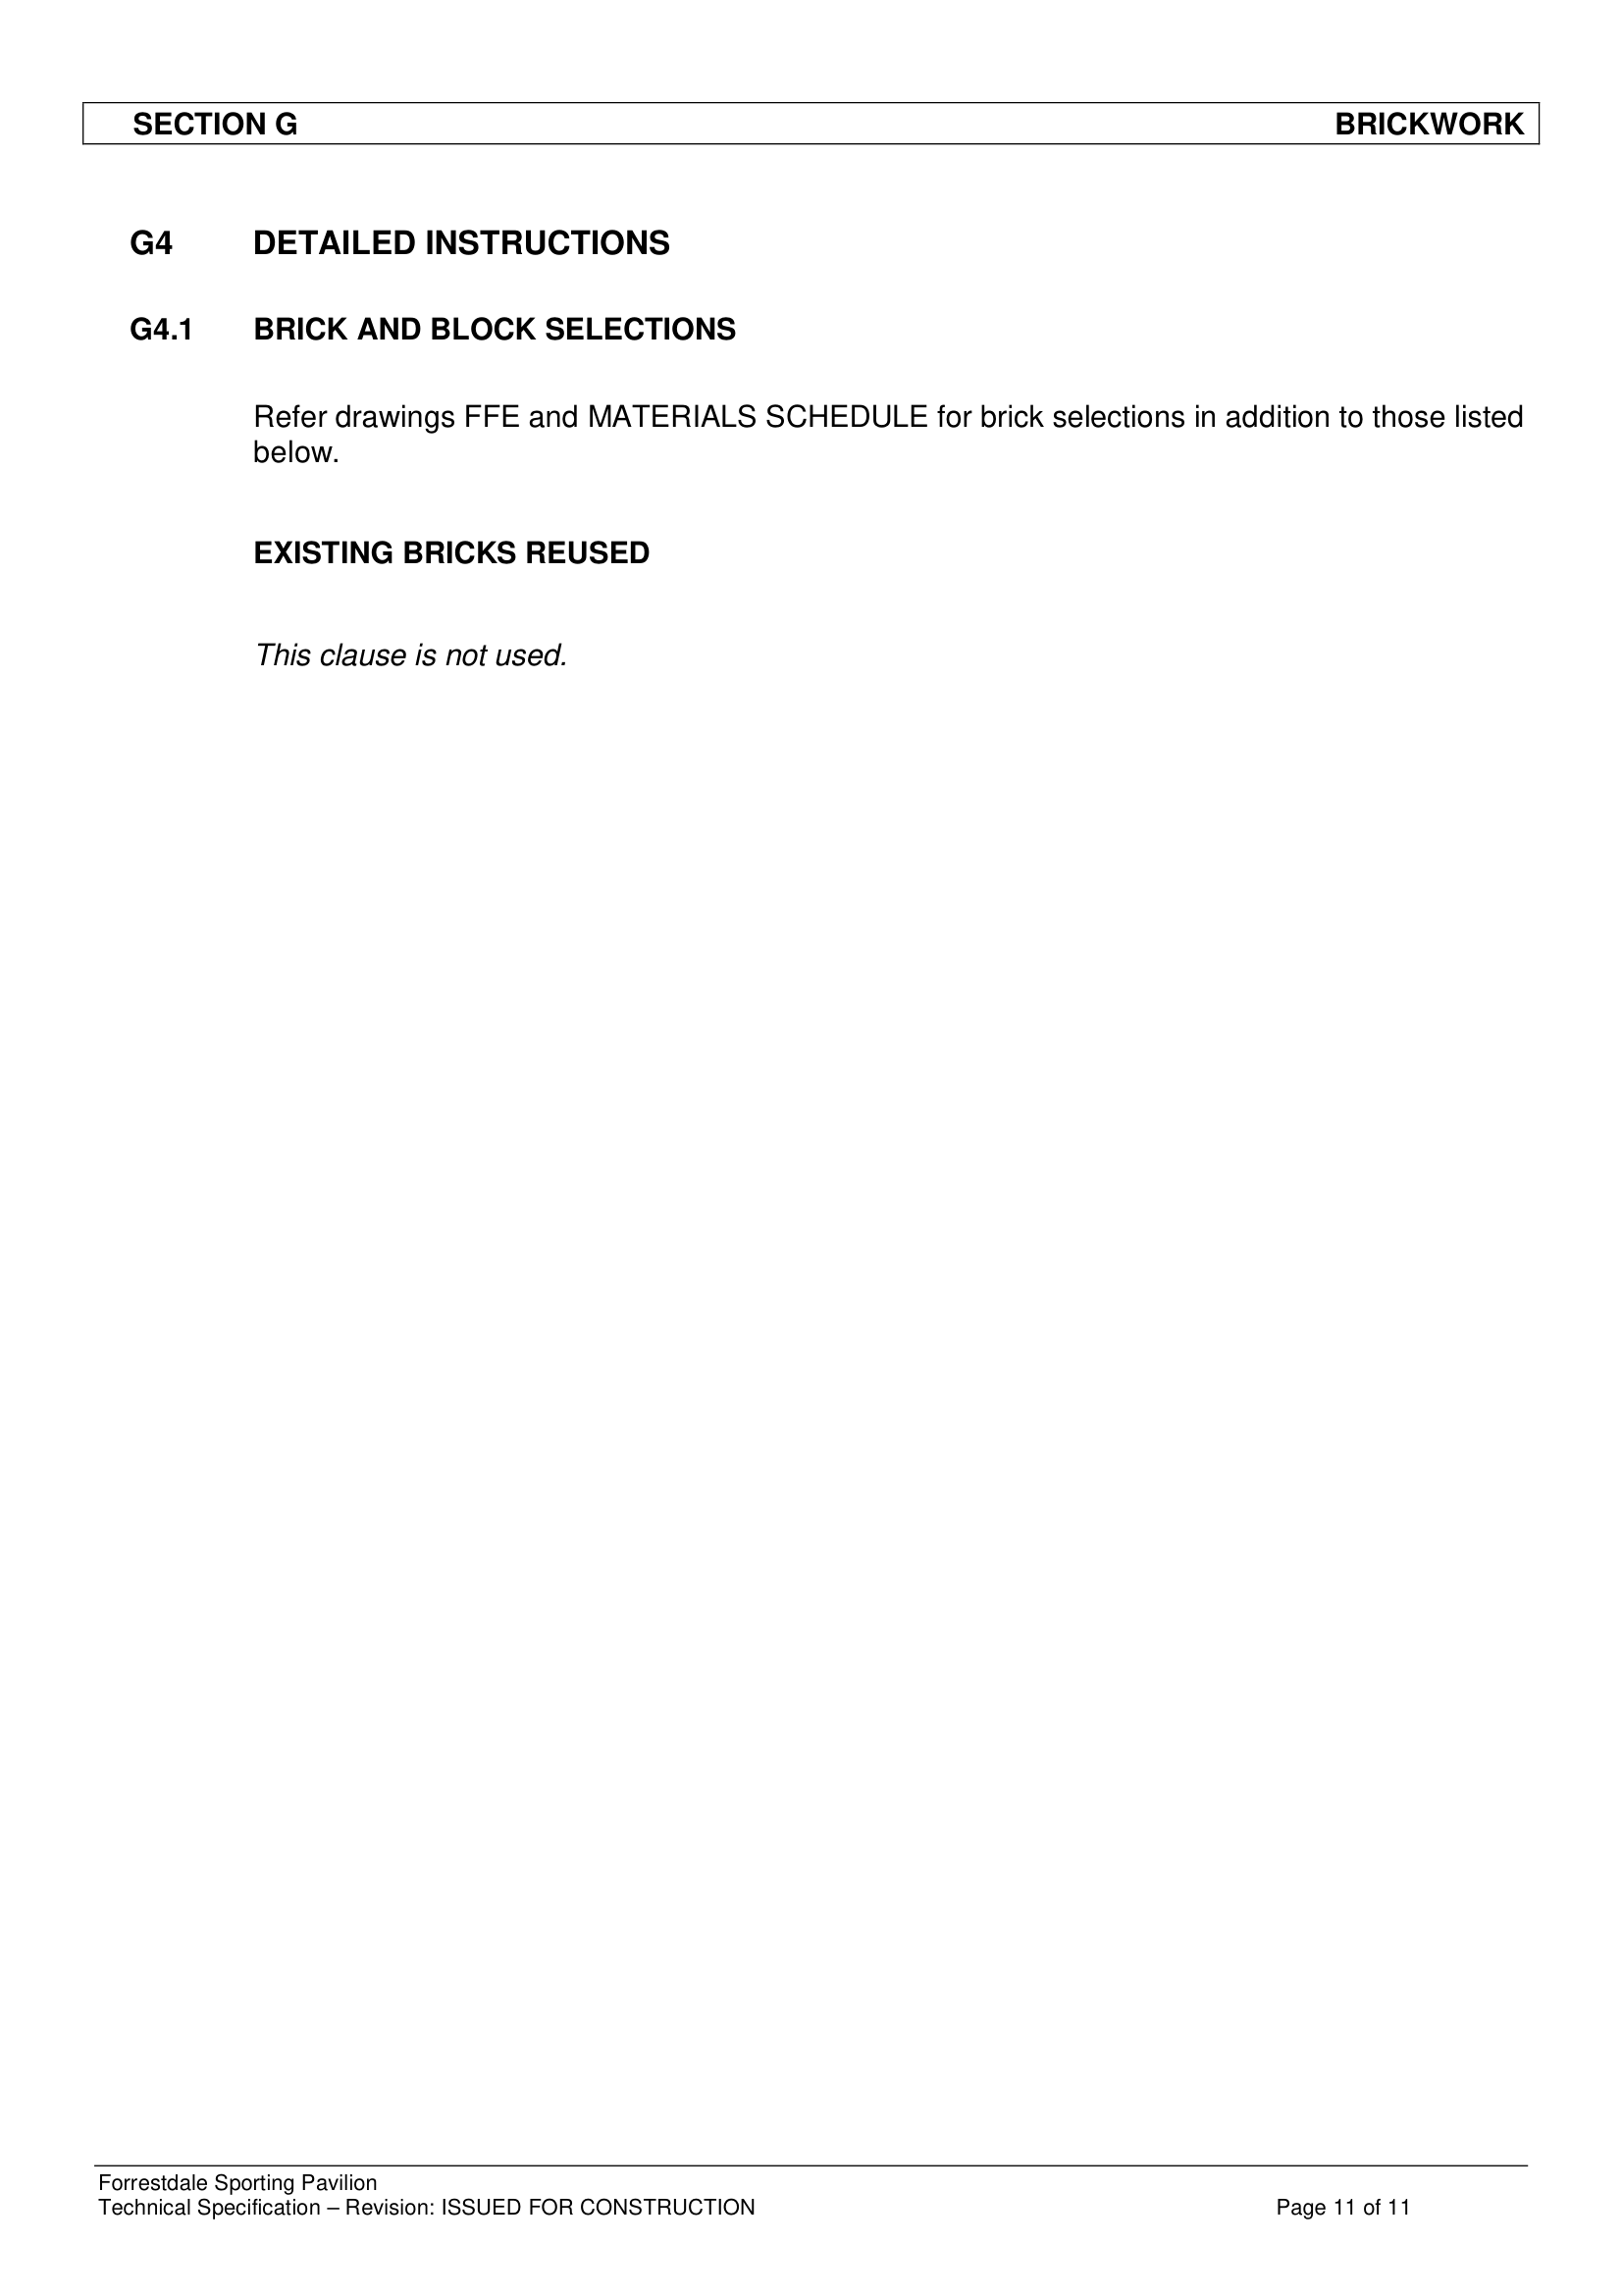 SECTION G BRICKWORK
G4 DETAILED INSTRUCTIONS
G4.1 BRICK AND BLOCK SELECTIONS
Refer drawings FFE and MATERIALS SCHEDULE for brick selections in addition to those listed
below.
EXISTING BRICKS REUSED
This clause is not used.
Forrestdale Sporting Pavilion
Technical Specification – Revision: ISSUED FOR CONSTRUCTION Page 11 of 11